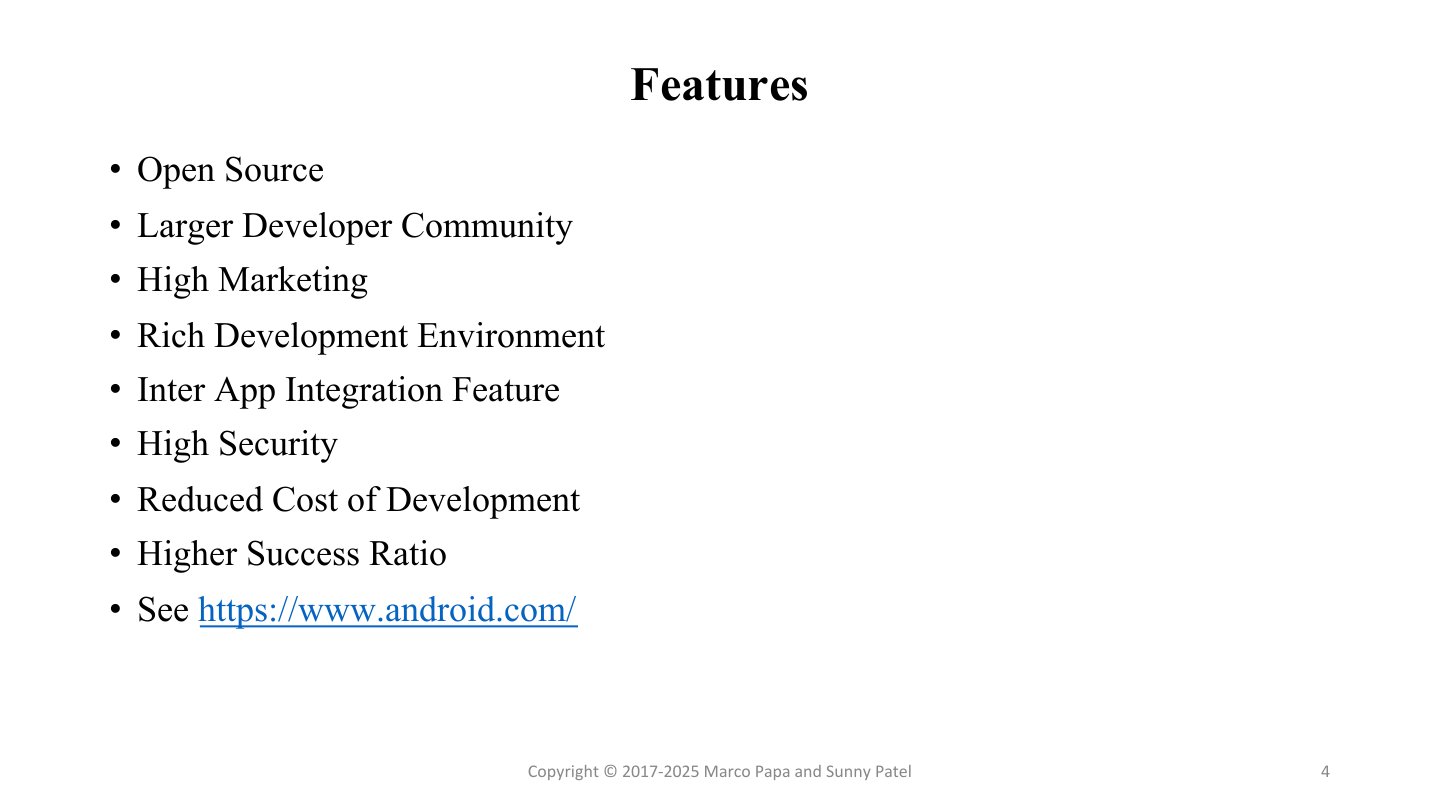 Features
• Open Source
• Larger Developer Community
• High Marketing
• Rich Development Environment
• Inter App Integration Feature
• High Security
• Reduced Cost of Development
• Higher Success Ratio
• See https://www.android.com/
Copyright © 2017-2025 Marco Papa and Sunny Patel
4